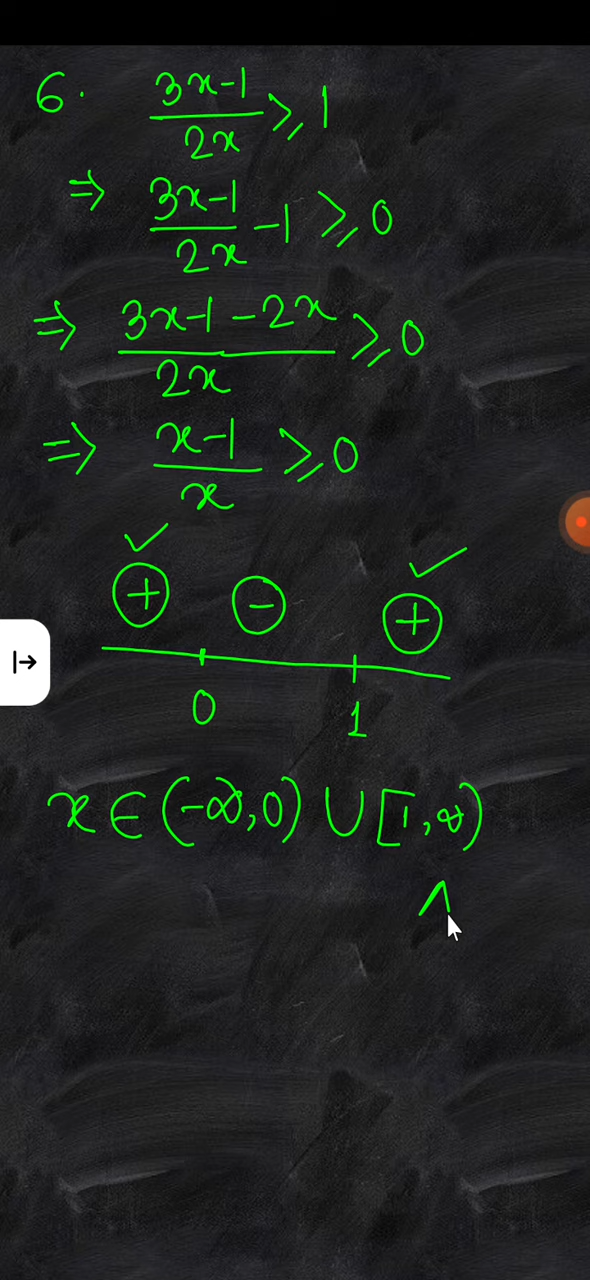 6. (3x-1)/(2x) ⩾ 1
⇒ (3x-1)/(2x) -1 ⩾ 0
⇒ (3x-1-2x)/(2x) ⩾ 0
⇒ (x-1)/x ⩾ 0
✓ ✓
⊕ ⊖ ⊕
0 1
x ∈ (-∞,0) ∪ [1,∞)